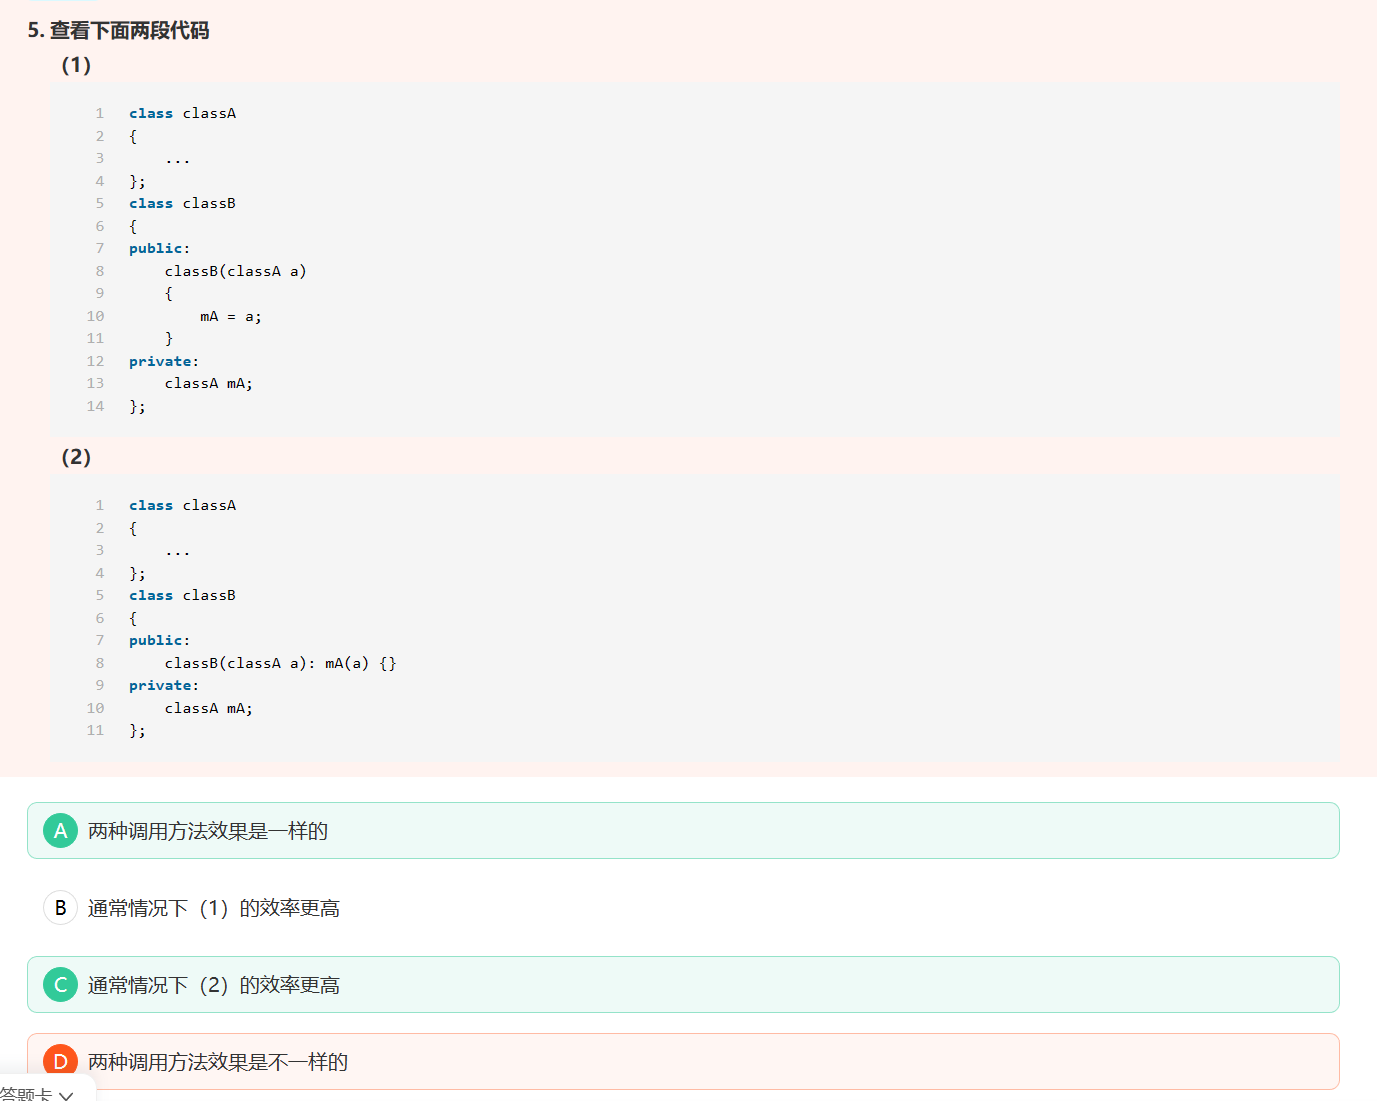 5. 查看下面两段代码
（1）
1 class classA
2 {
3     ...
4 };
5 class classB
6 {
7 public:
8     classB(classA a)
9     {
10         mA = a;
11     }
12 private:
13     classA mA;
14 };
（2）
1 class classA
2 {
3     ...
4 };
5 class classB
6 {
7 public:
8     classB(classA a): mA(a) {}
9 private:
10     classA mA;
11 };
A 两种调用方法效果是一样的
B 通常情况下（1）的效率更高
C 通常情况下（2）的效率更高
D 两种调用方法效果是不一样的
答题卡